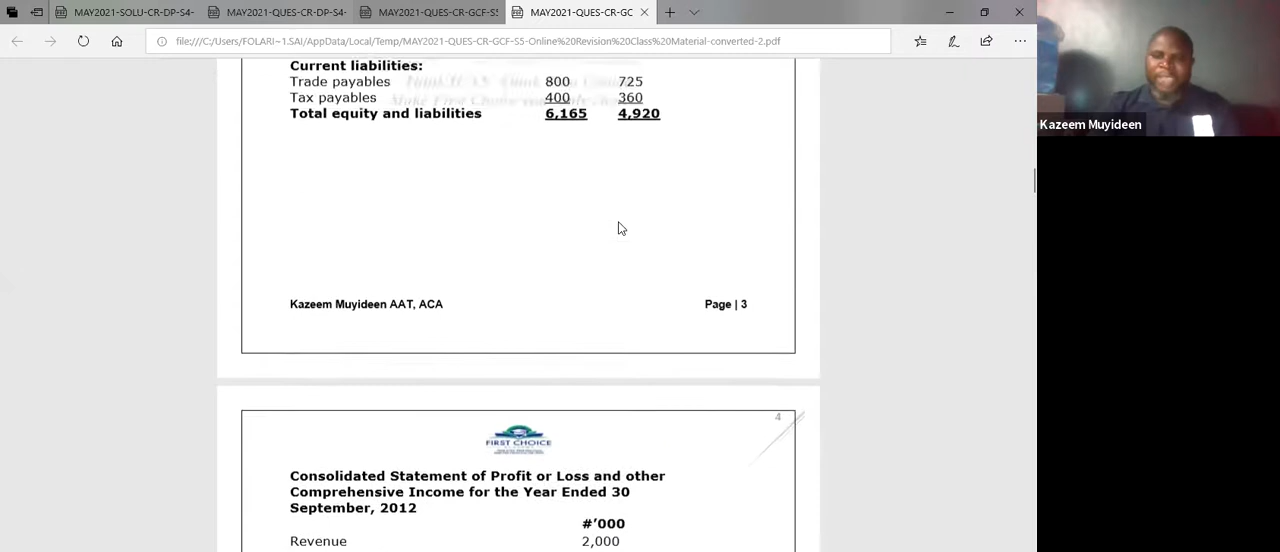 MAY2021-SOLU-CR-DP-S4-
MAY2021-QUES-CR-DP-S4-
MAY2021-QUES-CR-GCF-S5
MAY2021-QUES-CR-GC
file:///C:/Users/FOLARI~1.SAI/AppData/Local/Temp/MAY2021-QUES-CR-GCF-S5-Online%20Revision%20Class%20Material-converted-2.pdf
Current liabilities:
Trade payables 800 725
Tax payables 400 360
Total equity and liabilities 6,165 4,920
Kazeem Muyideen
Kazeem Muyideen AAT, ACA Page | 3
4
FIRST CHOICE
Consolidated Statement of Profit or Loss and other
Comprehensive Income for the Year Ended 30
September, 2012
#'000
Revenue 2,000